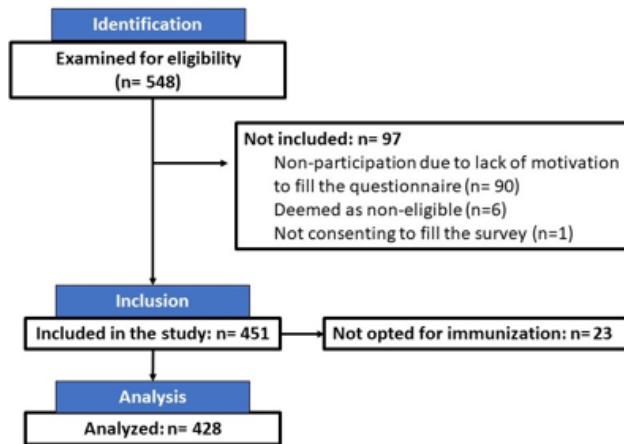 Identification
Examined for eligibility
(n= 548)
Not included: n= 97
Non-participation due to lack of motivation
to fill the questionnaire (n= 90)
Deemed as non-eligible (n=6)
Not consenting to fill the survey (n=1)
Inclusion
Included in the study: n= 451
Not opted for immunization: n= 23
Analysis
Analyzed: n= 428